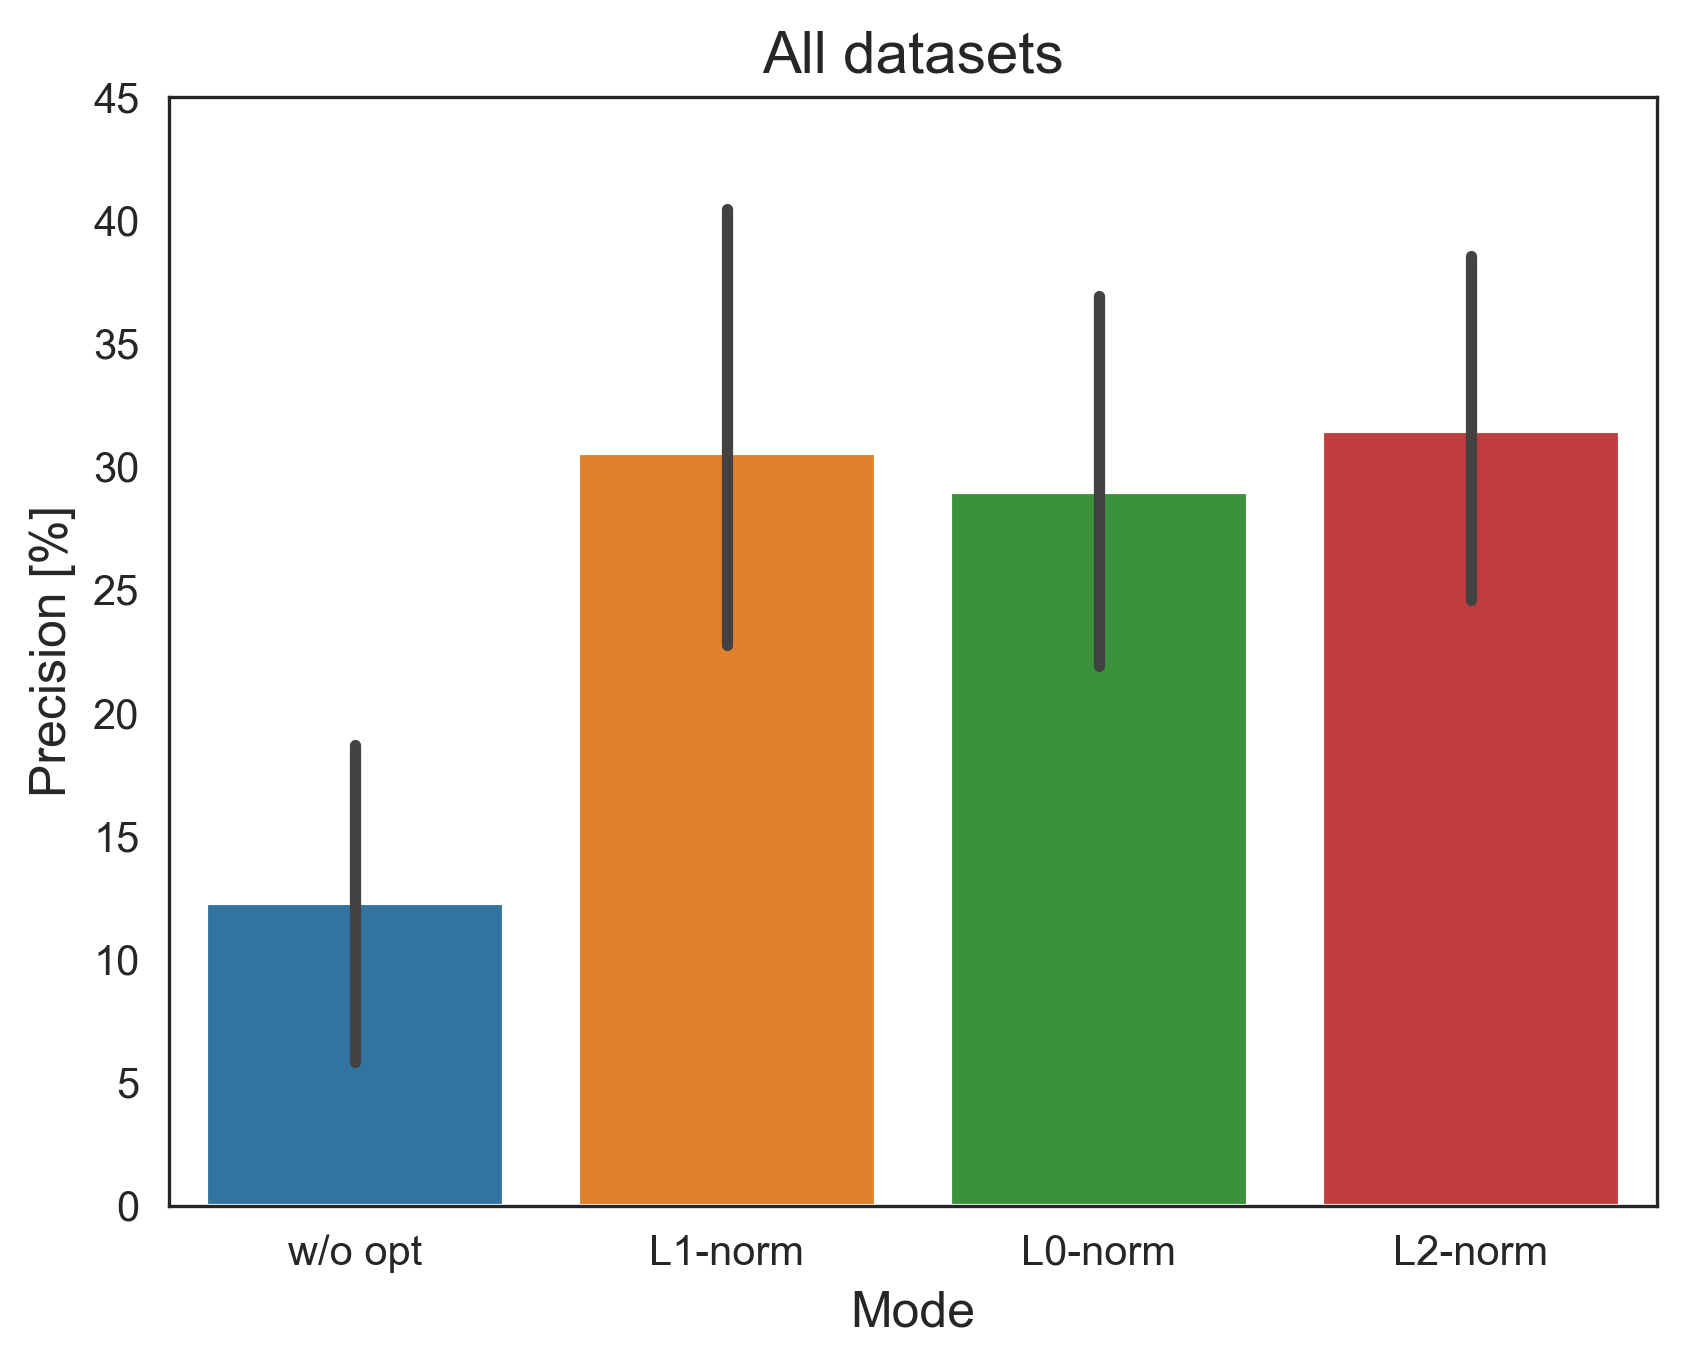 All datasets
45
40
35
30
25
20
15
10
5
0
Precision [%]
w/o opt L1-norm L0-norm L2-norm
Mode